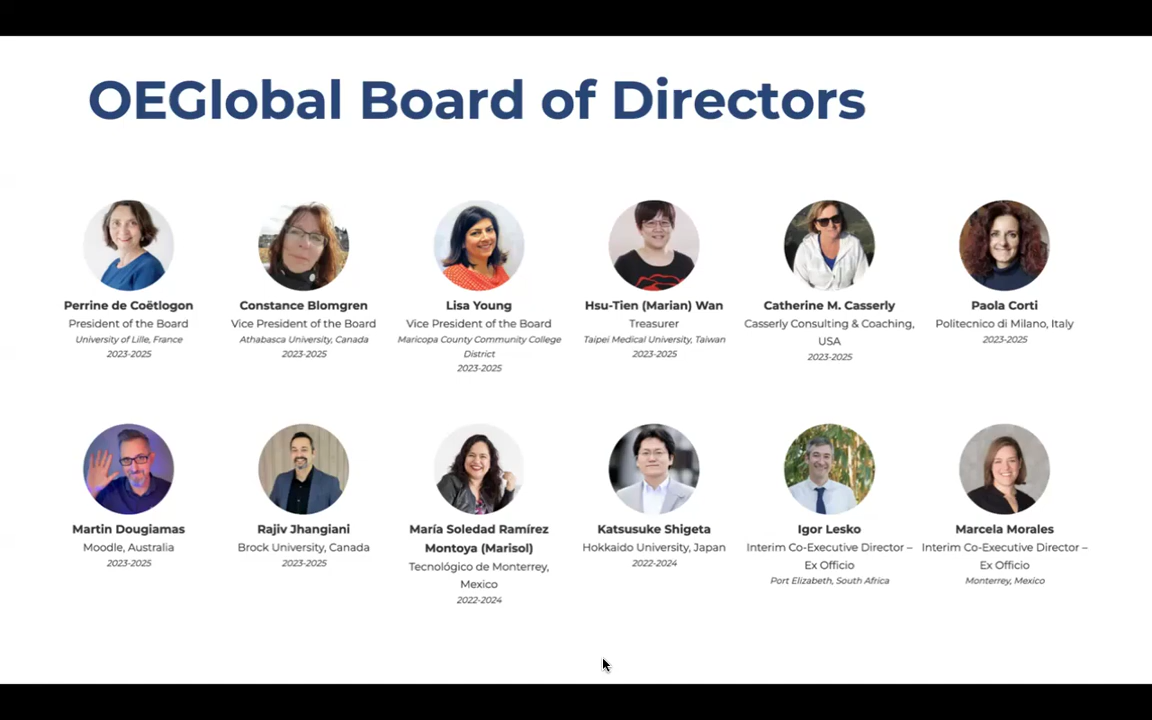 OEGlobal Board of Directors
Perrine de Coëtlogon
President of the Board
University of Lille, France
2023-2025
Constance Blomgren
Vice President of the Board
Athabasca University, Canada
2023-2025
Lisa Young
Vice President of the Board
Maricopa County Community College
District
2023-2025
Hsu-Tien (Marian) Wan
Treasurer
Taipei Medical University, Taiwan
2023-2025
Catherine M. Casserly
Casserly Consulting & Coaching,
USA
2023-2025
Paola Corti
Politecnico di Milano, Italy
2023-2025
Martin Dougiamas
Moodle, Australia
2023-2025
Rajiv Jhangiani
Brock University, Canada
2023-2025
María Soledad Ramírez
Montoya (Marisol)
Tecnológico de Monterrey,
Mexico
2022-2024
Katsusuke Shigeta
Hokkaido University, Japan
2022-2024
Igor Lesko
Interim Co-Executive Director –
Ex Officio
Port Elizabeth, South Africa
Marcela Morales
Interim Co-Executive Director –
Ex Officio
Monterrey, Mexico